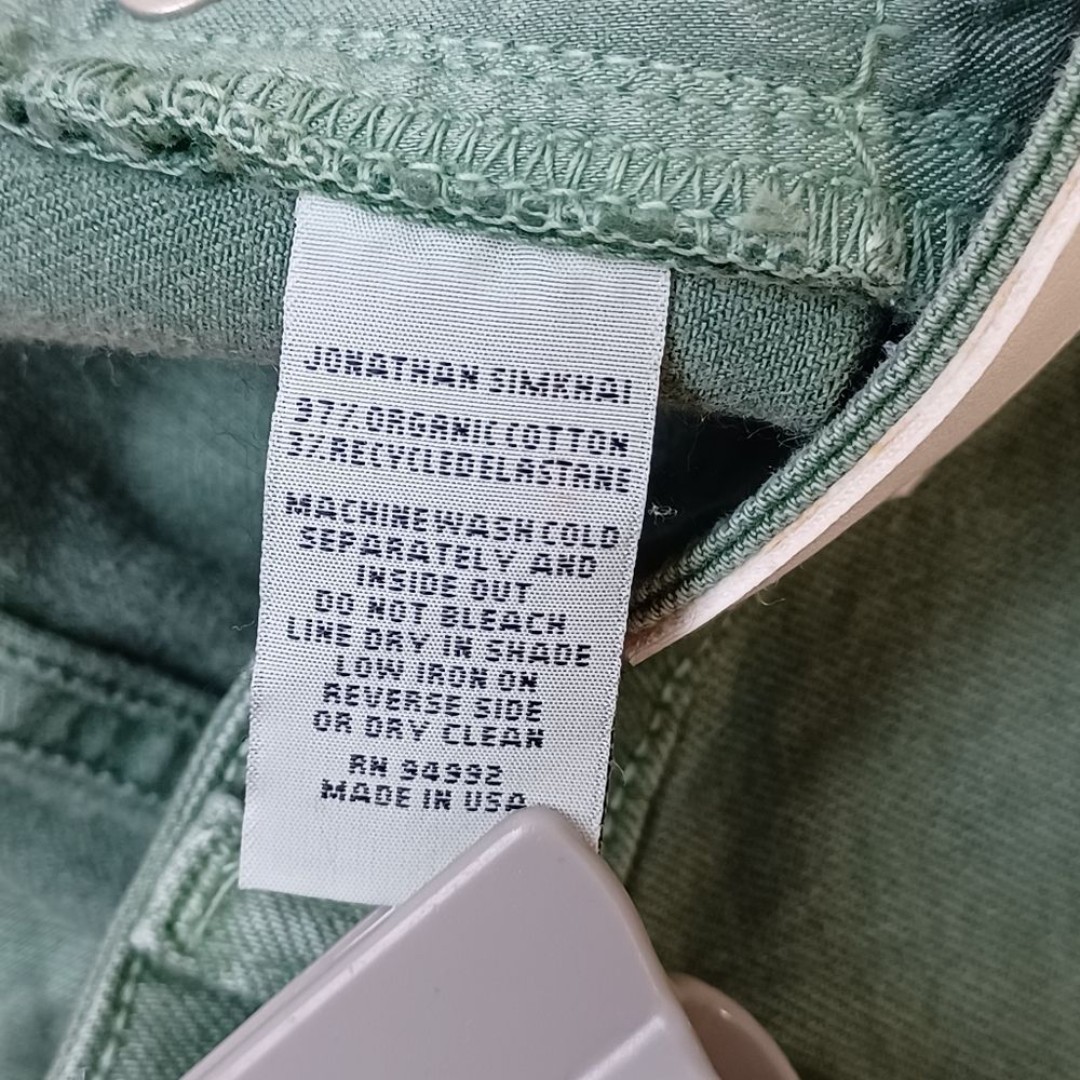 JONATHAN SIMKHAI
97% ORGANIC COTTON
3% RECYCLED ELASTANE
MACHINE WASH COLD
SEPARATELY AND
INSIDE OUT
DO NOT BLEACH
LINE DRY IN SHADE
LOW IRON ON
REVERSE SIDE
OR DRY CLEAN
RN 94992
MADE IN USA